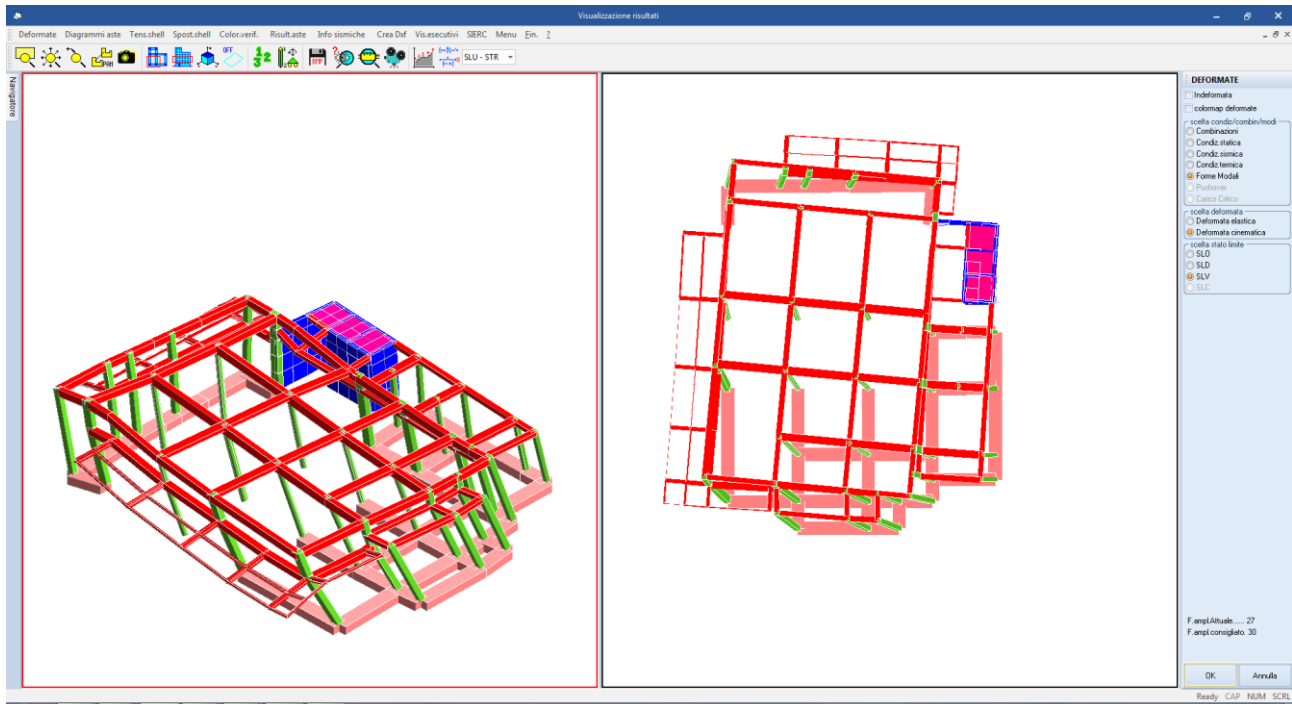 Visualizzazione risultati
Deformate Diagrammi aste Tens.shell Spost.shell Color.verif. Risult.aste Info sismiche Crea Dxf Vis.esecutivi SIERC Menu Fin. ?
PAN
OFF
SLU - STR
Navigatore
DEFORMATE
Indeformata
colormap deformate
scelta condiz/combin/modi
Combinazioni
Condiz.statica
Condiz.sismica
Condiz.termica
Forme Modali
Pushover
Carico Critico
scelta deformata
Deformata elastica
Deformata cinematica
scelta stato limite
SLO
SLD
SLV
SLC
F.ampl.Attuale...... 27
F.ampl.consigliato. 30
OK Annulla
Ready CAP NUM SCRL